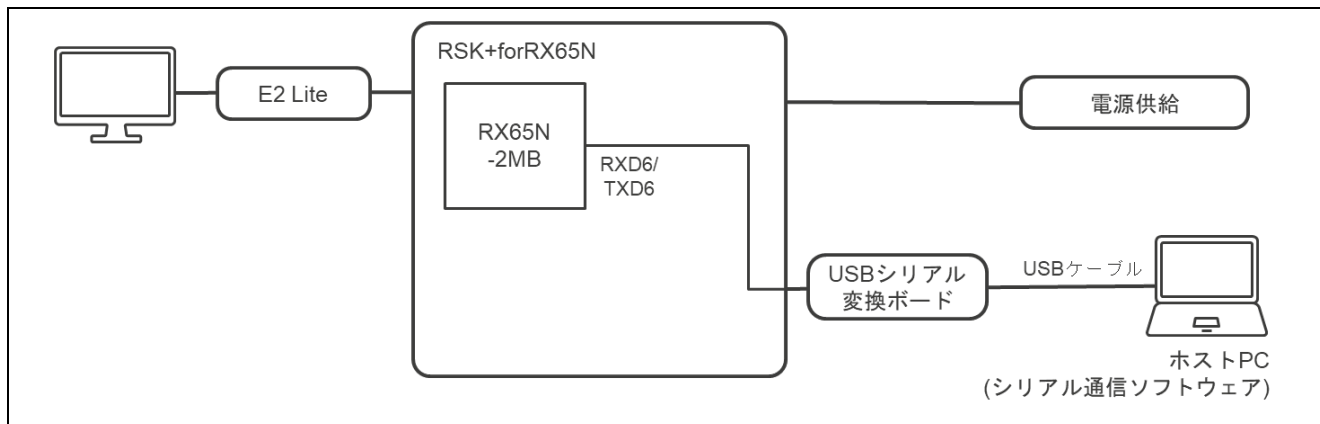 RSK+forRX65N
E2 Lite
電源供給
RX65N
-2MB
RXD6/
TXD6
USBシリアル
変換ボード
USBケーブル
ホストPC
(シリアル通信ソフトウェア)